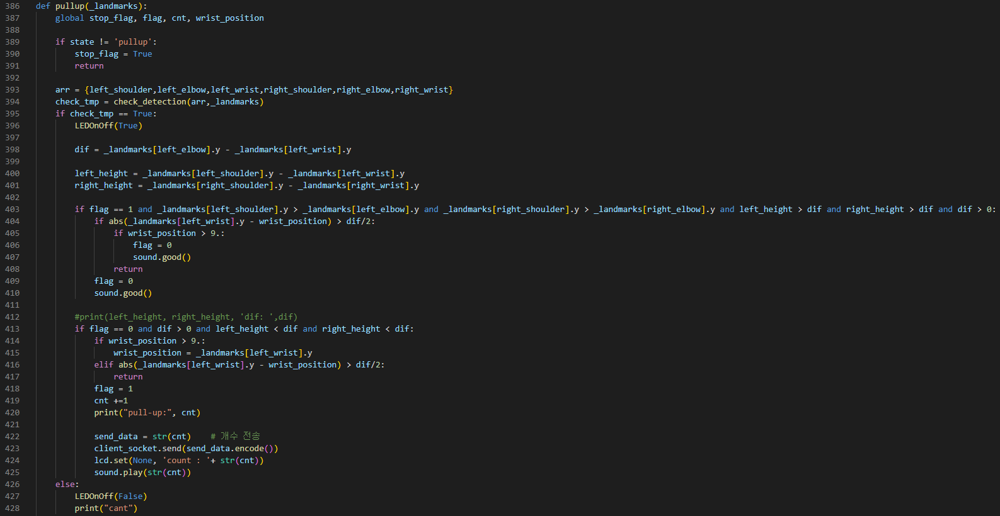 386 def pullup(_landmarks):
387     global stop_flag, flag, cnt, wrist_position
388
389     if state != 'pullup':
390         stop_flag = True
391         return
392
393     arr = {left_shoulder,left_elbow,left_wrist,right_shoulder,right_elbow,right_wrist}
394     check_tmp = check_detection(arr,_landmarks)
395     if check_tmp == True:
396         LEDOnOff(True)
397
398         dif = _landmarks[left_elbow].y - _landmarks[left_wrist].y
399
400         left_height = _landmarks[left_shoulder].y - _landmarks[left_wrist].y
401         right_height = _landmarks[right_shoulder].y - _landmarks[right_wrist].y
402
403         if flag == 1 and _landmarks[left_shoulder].y > _landmarks[left_elbow].y and _landmarks[right_shoulder].y > _landmarks[right_elbow].y and left_height > dif and right_height > dif and dif > 0:
404             if abs(_landmarks[left_wrist].y - wrist_position) > dif/2:
405                 if wrist_position > 9.:
406                     flag = 0
407                     sound.good()
408                 return
409             flag = 0
410             sound.good()
411
412         #print(left_height, right_height, 'dif: ',dif)
413         if flag == 0 and dif > 0 and left_height < dif and right_height < dif:
414             if wrist_position > 9.:
415                 wrist_position = _landmarks[left_wrist].y
416             elif abs(_landmarks[left_wrist].y - wrist_position) > dif/2:
417                 return
418             flag = 1
419             cnt +=1
420             print("pull-up:", cnt)
421
422             send_data = str(cnt)    # 개수 전송
423             client_socket.send(send_data.encode())
424             lcd.set(None, 'count : '+ str(cnt))
425             sound.play(str(cnt))
426     else:
427         LEDOnOff(False)
428         print("cant")